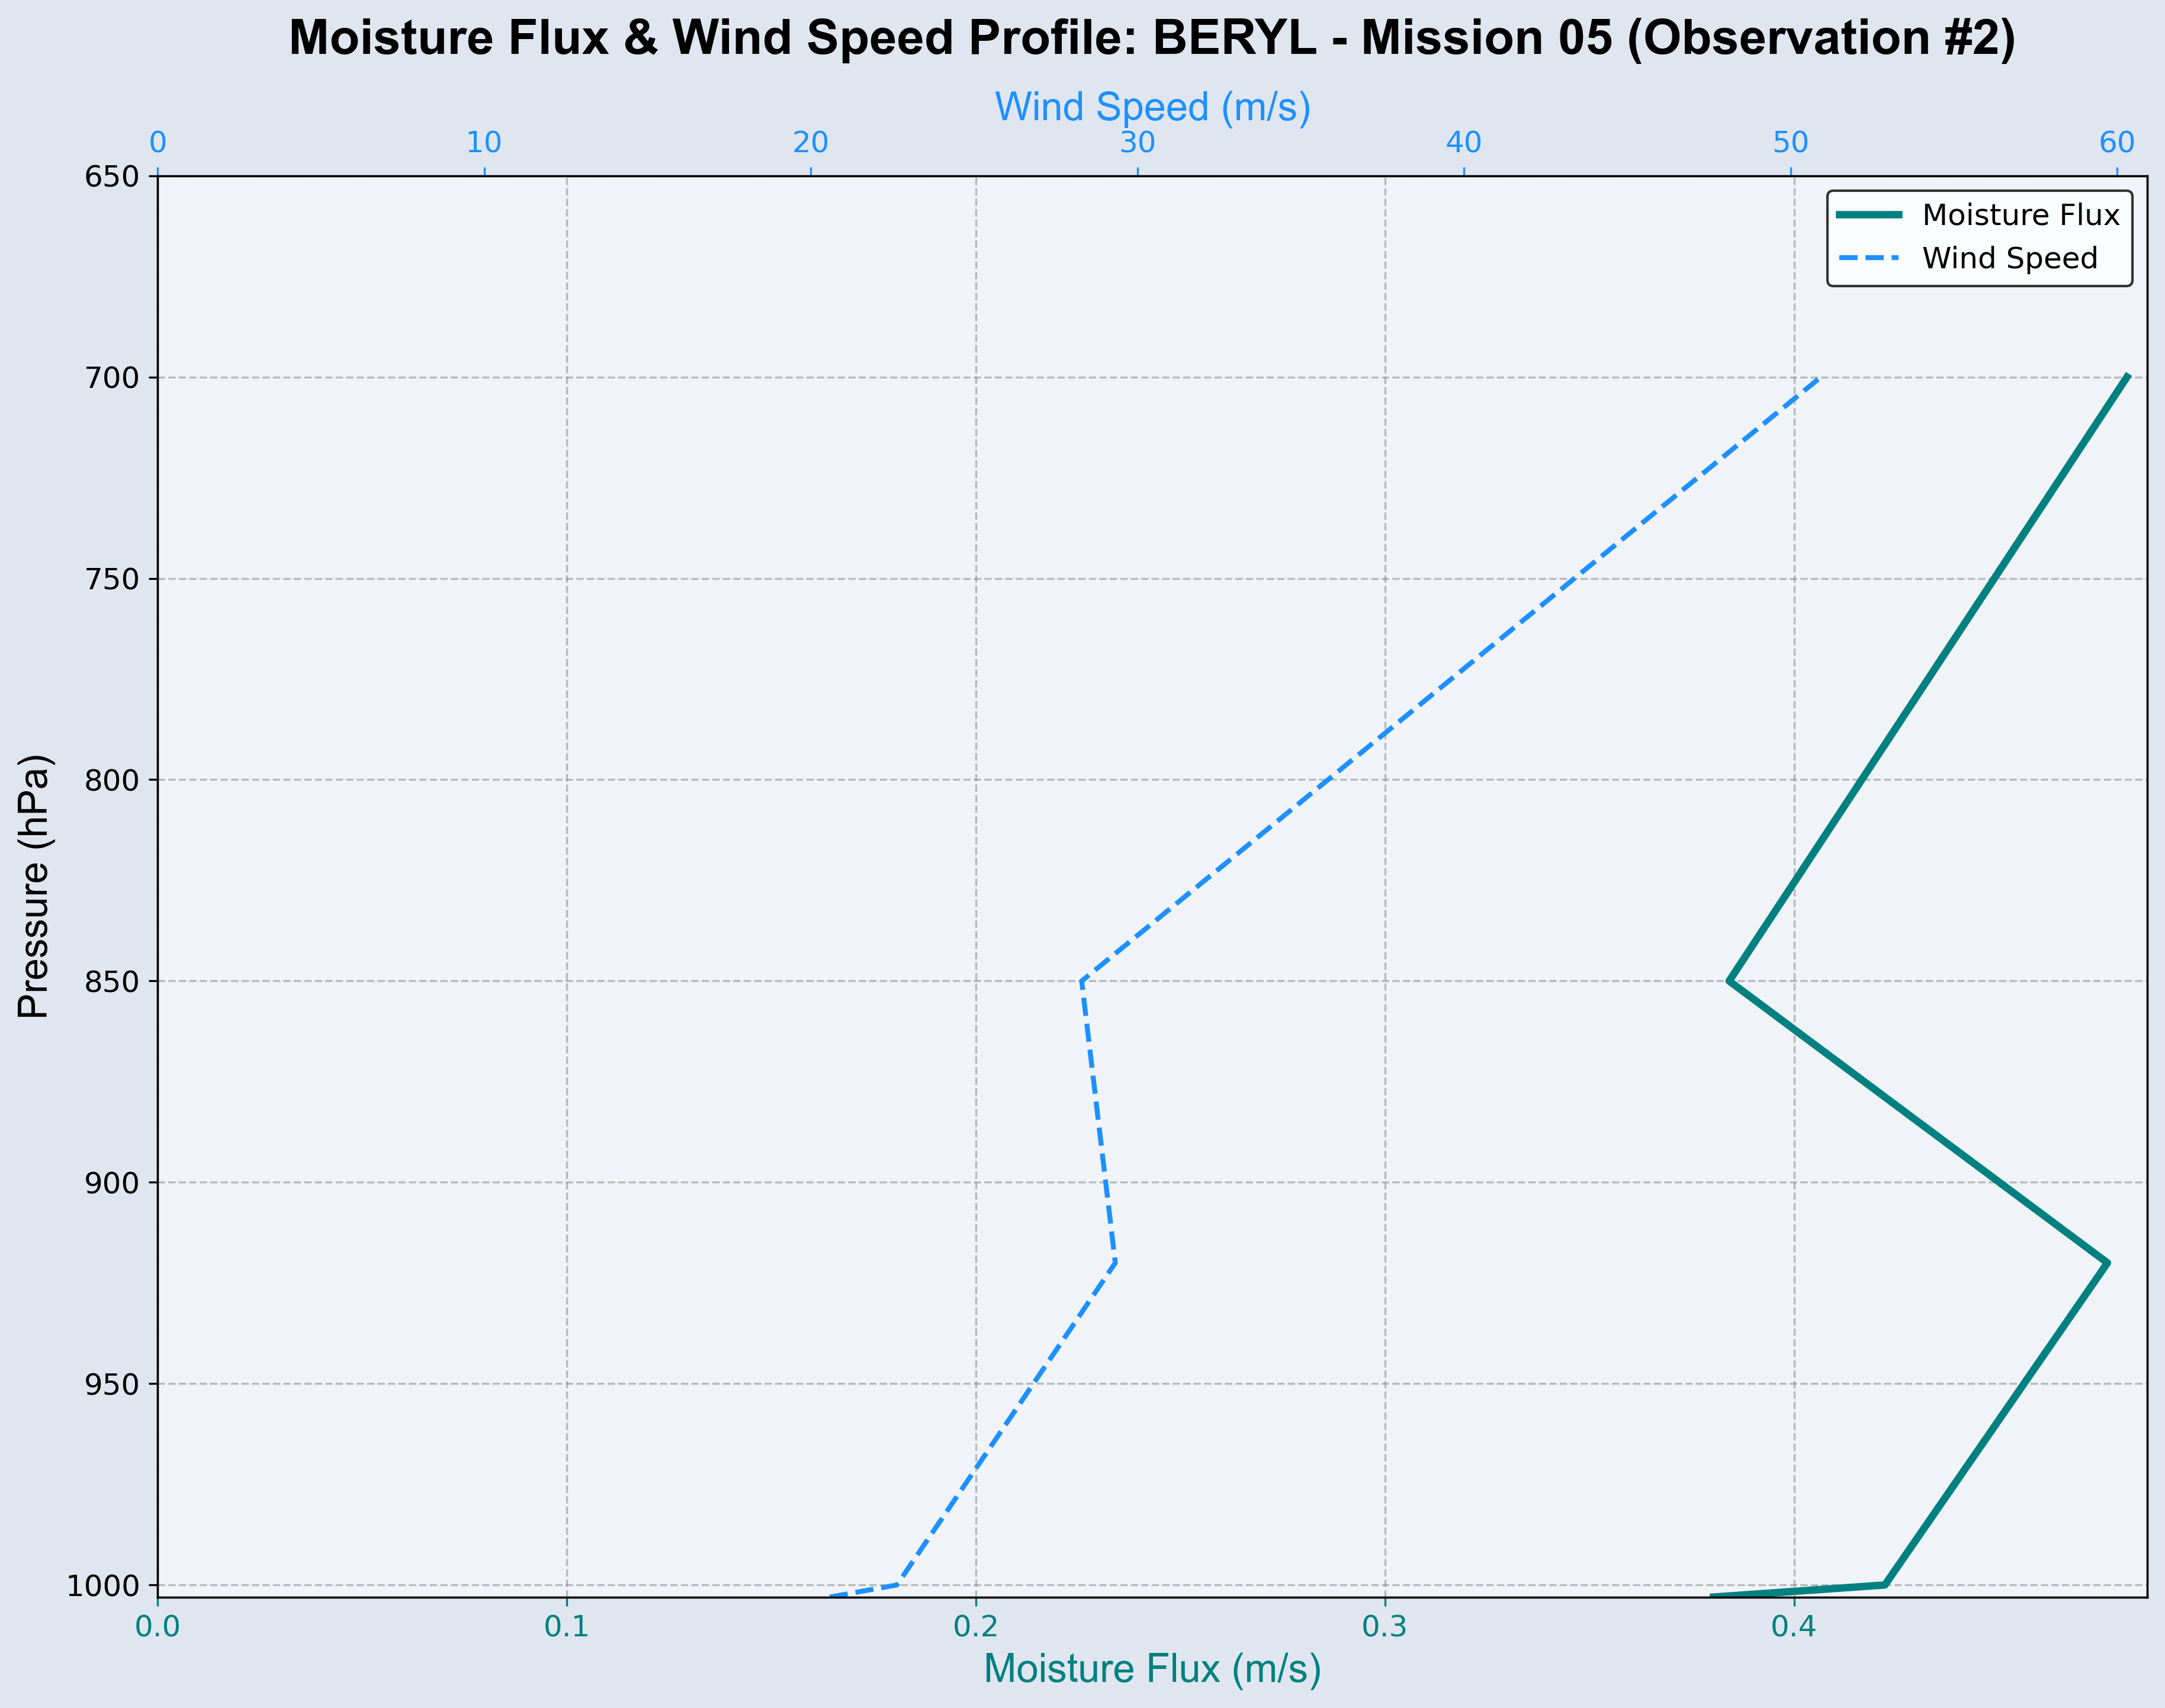 Moisture Flux & Wind Speed Profile: BERYL - Mission 05 (Observation #2)
Wind Speed (m/s)
0 10 20 30 40 50 60
Moisture Flux
Wind Speed
Pressure (hPa)
650
700
750
800
850
900
950
1000
0.0 0.1 0.2 0.3 0.4
Moisture Flux (m/s)